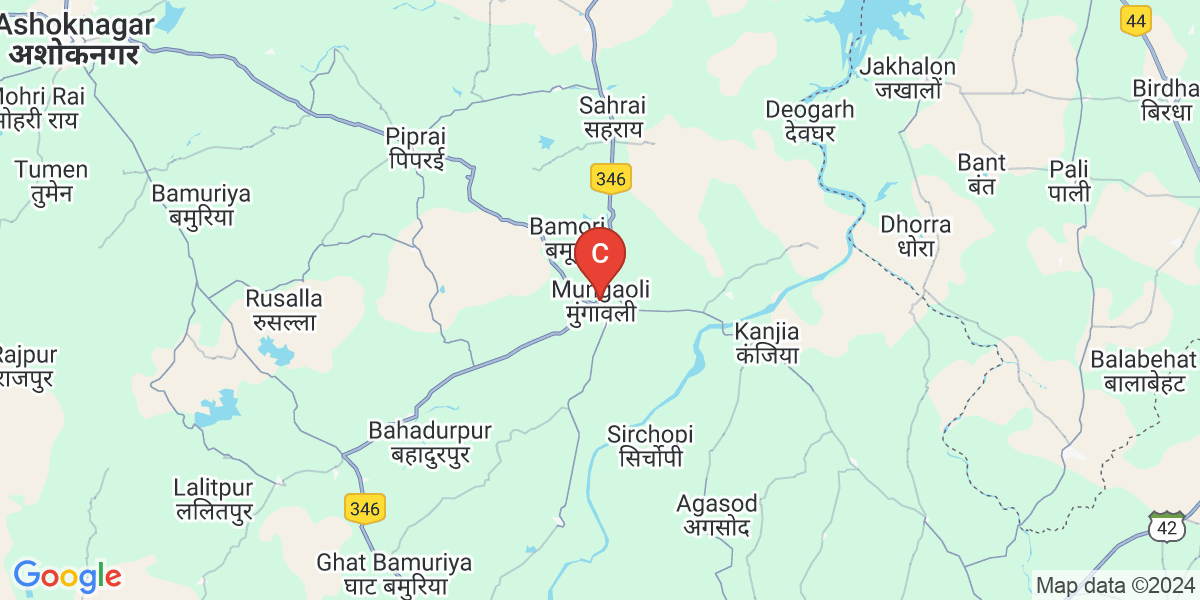 Ashoknagar
अशोकनगर
44
Jakhalon
जखालों
Mohri Rai
मोहरी राय
Sahrai
सहराय
Deogarh
देवघर
Birdha
बिरधा
Piprai
पिपरई
Tumen
तुमेन
346
Bant
बंत
Pali
पाली
Bamuriya
बमुरिया
Bamori
Dhorra
धोरा
C
Mungaoli
मुंगावली
Rusalla
रुसल्ला
Kanjia
कंजिया
Rajpur
राजपुर
Balabehat
बालाबेहट
Bahadurpur
बहादुरपुर
Sirchopi
सिर्चोपी
Lalitpur
ललितपुर
346
Agasod
अगसोद
42
Ghat Bamuriya
घाट बमुरिया
Google
Map data ©2024